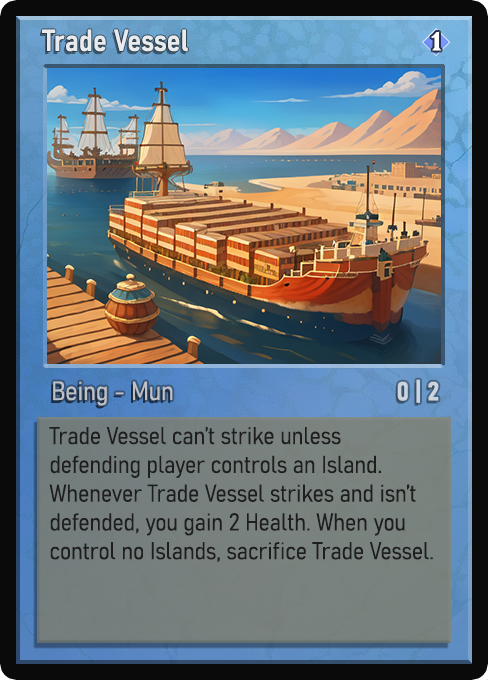 Trade Vessel 1
Being - Mun 0|2
Trade Vessel can't strike unless
defending player controls an Island.
Whenever Trade Vessel strikes and isn't
defended, you gain 2 Health. When you
control no Islands, sacrifice Trade Vessel.